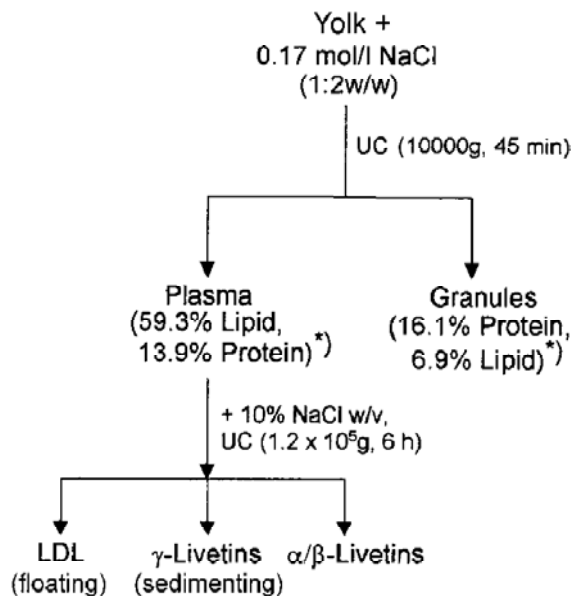 Yolk +
0.17 mol/l NaCl
(1:2w/w)
UC (10000g, 45 min)
Plasma
(59.3% Lipid,
13.9% Protein)*)
Granules
(16.1% Protein,
6.9% Lipid)*)
+ 10% NaCl w/v,
UC (1.2 x 10⁵g, 6 h)
LDL
(floating)
γ-Livetins
(sedimenting)
α/β-Livetins